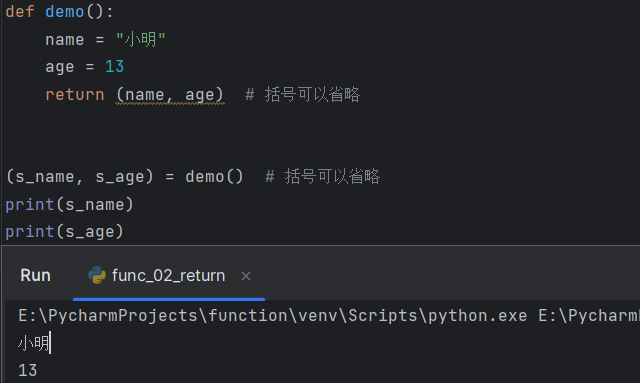 def demo():
    name = "小明"
    age = 13
    return (name, age)  # 括号可以省略
(s_name, s_age) = demo()  # 括号可以省略
print(s_name)
print(s_age)
Run func_02_return ×
E:\PycharmProjects\function\venv\Scripts\python.exe E:\Pycharm
小明
13